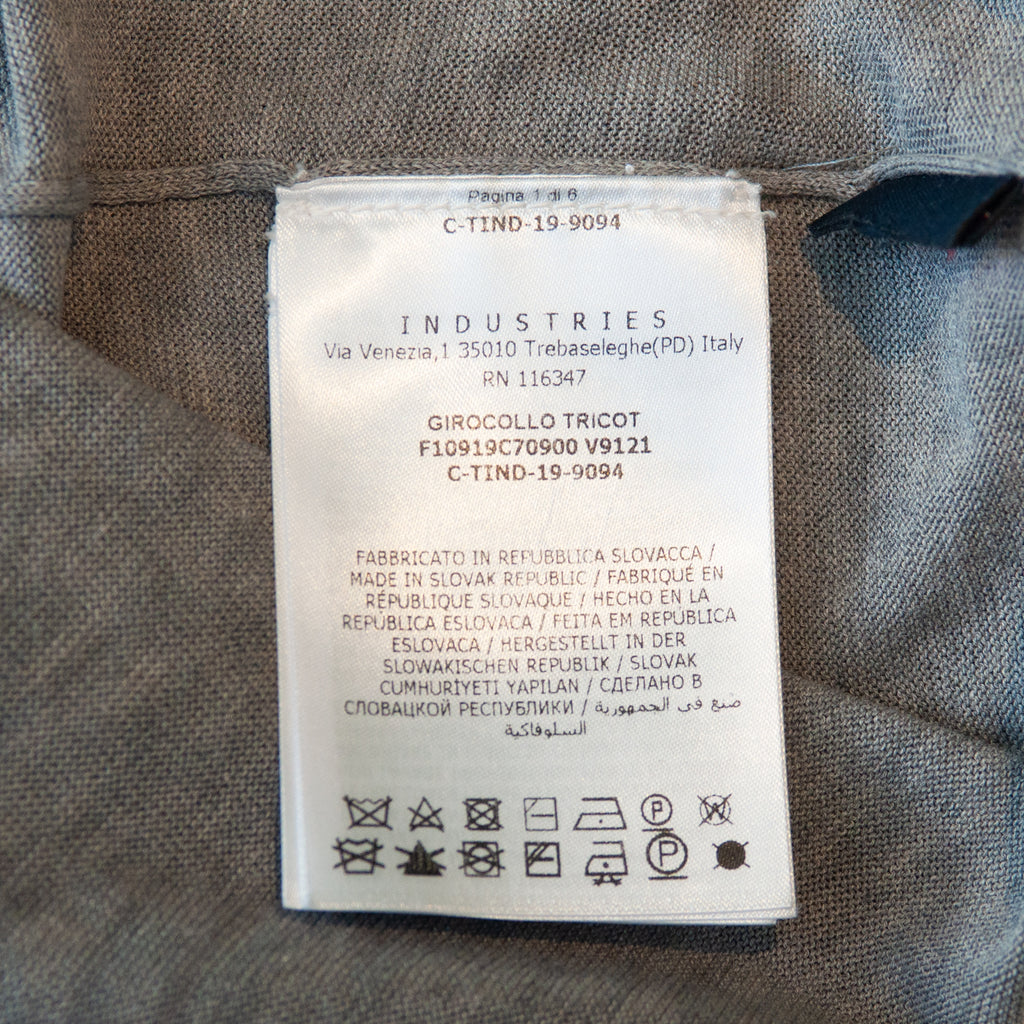 Pagina 1 di 6
C-TIND-19-9094
INDUSTRIES
Via Venezia,1 35010 Trebaseleghe(PD) Italy
RN 116347
GIROCOLLO TRICOT
F10919C70900 V9121
C-TIND-19-9094
FABBRICATO IN REPUBBLICA SLOVACCA /
MADE IN SLOVAK REPUBLIC / FABRIQUÉ EN
RÉPUBLIQUE SLOVAQUE / HECHO EN LA
REPÚBLICA ESLOVACA / FEITA EM REPÚBLICA
ESLOVACA / HERGESTELLT IN DER
SLOWAKISCHEN REPUBLIK / SLOVAK
CUMHURİYETİ YAPILAN / СДЕЛАНО В
СЛОВАЦКОЙ РЕСПУБЛИКИ / صنع في الجمهورية
السلوفاكية
P W
P